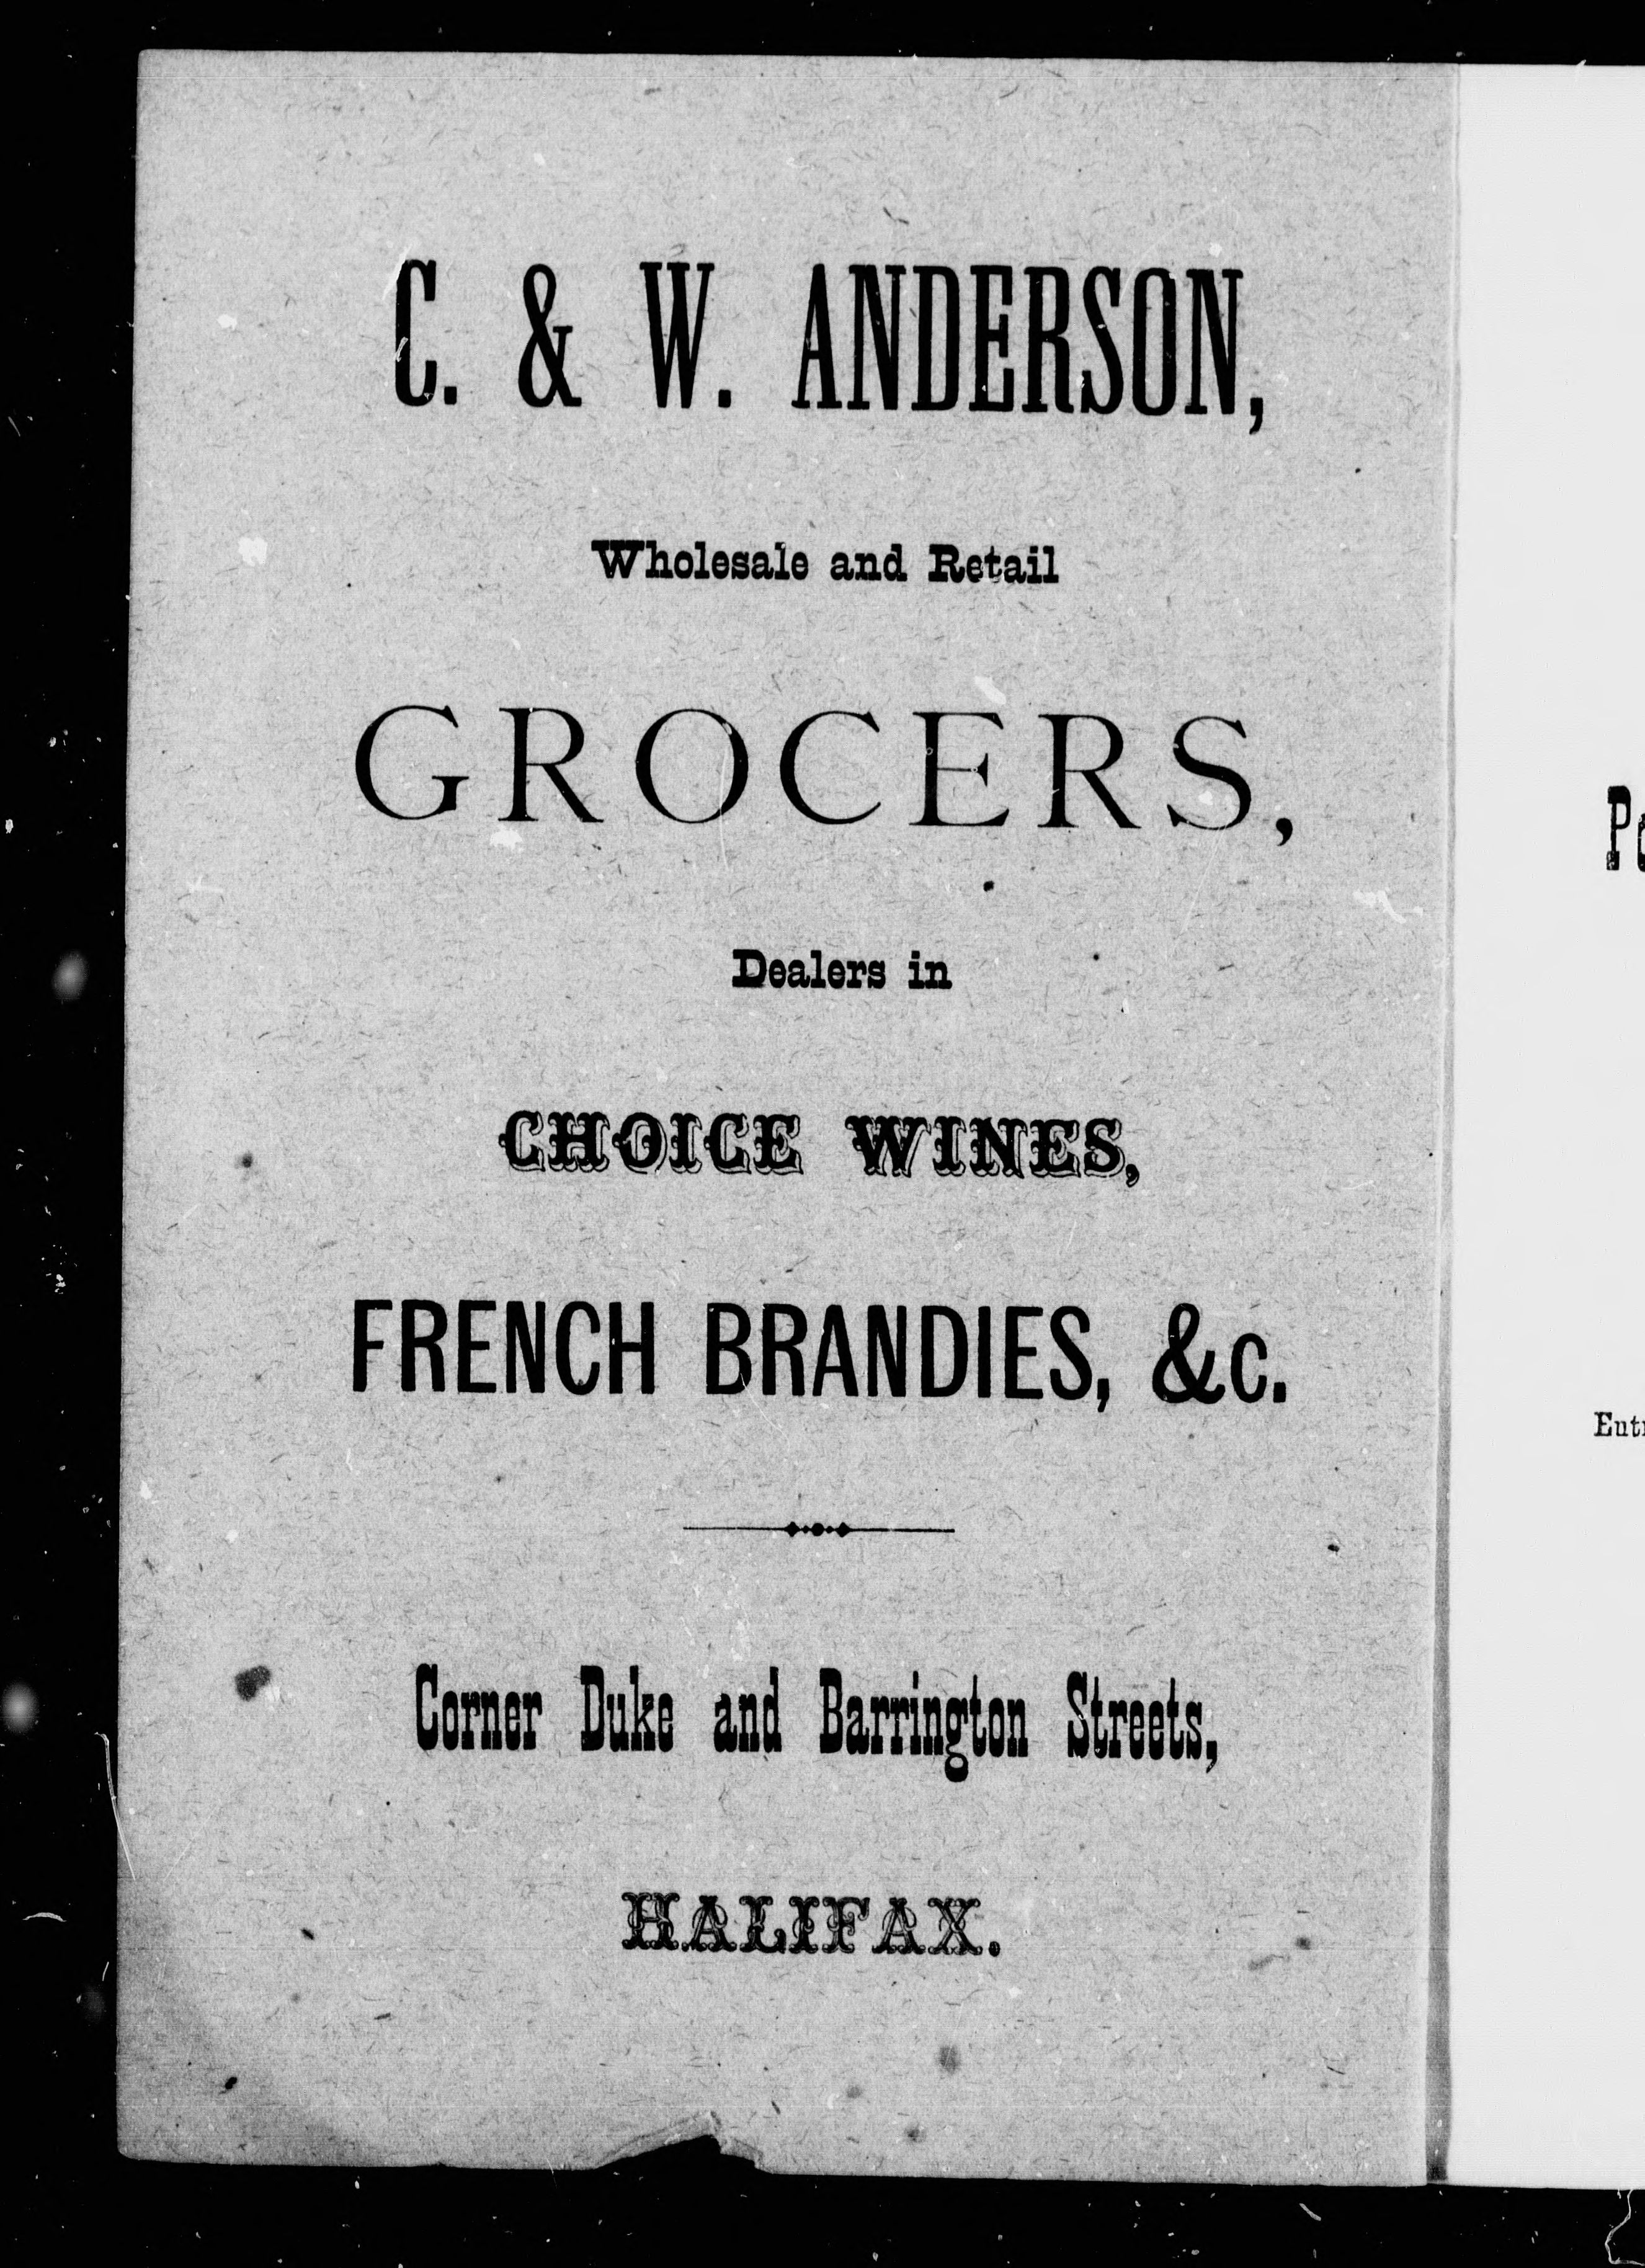 C. & W. ANDERSON,
Wholesale and Retail
GROCERS,
Dealers in
CHOICE WINES,
FRENCH BRANDIES, &c.
Corner Duke and Barrington Streets,
HALIFAX.